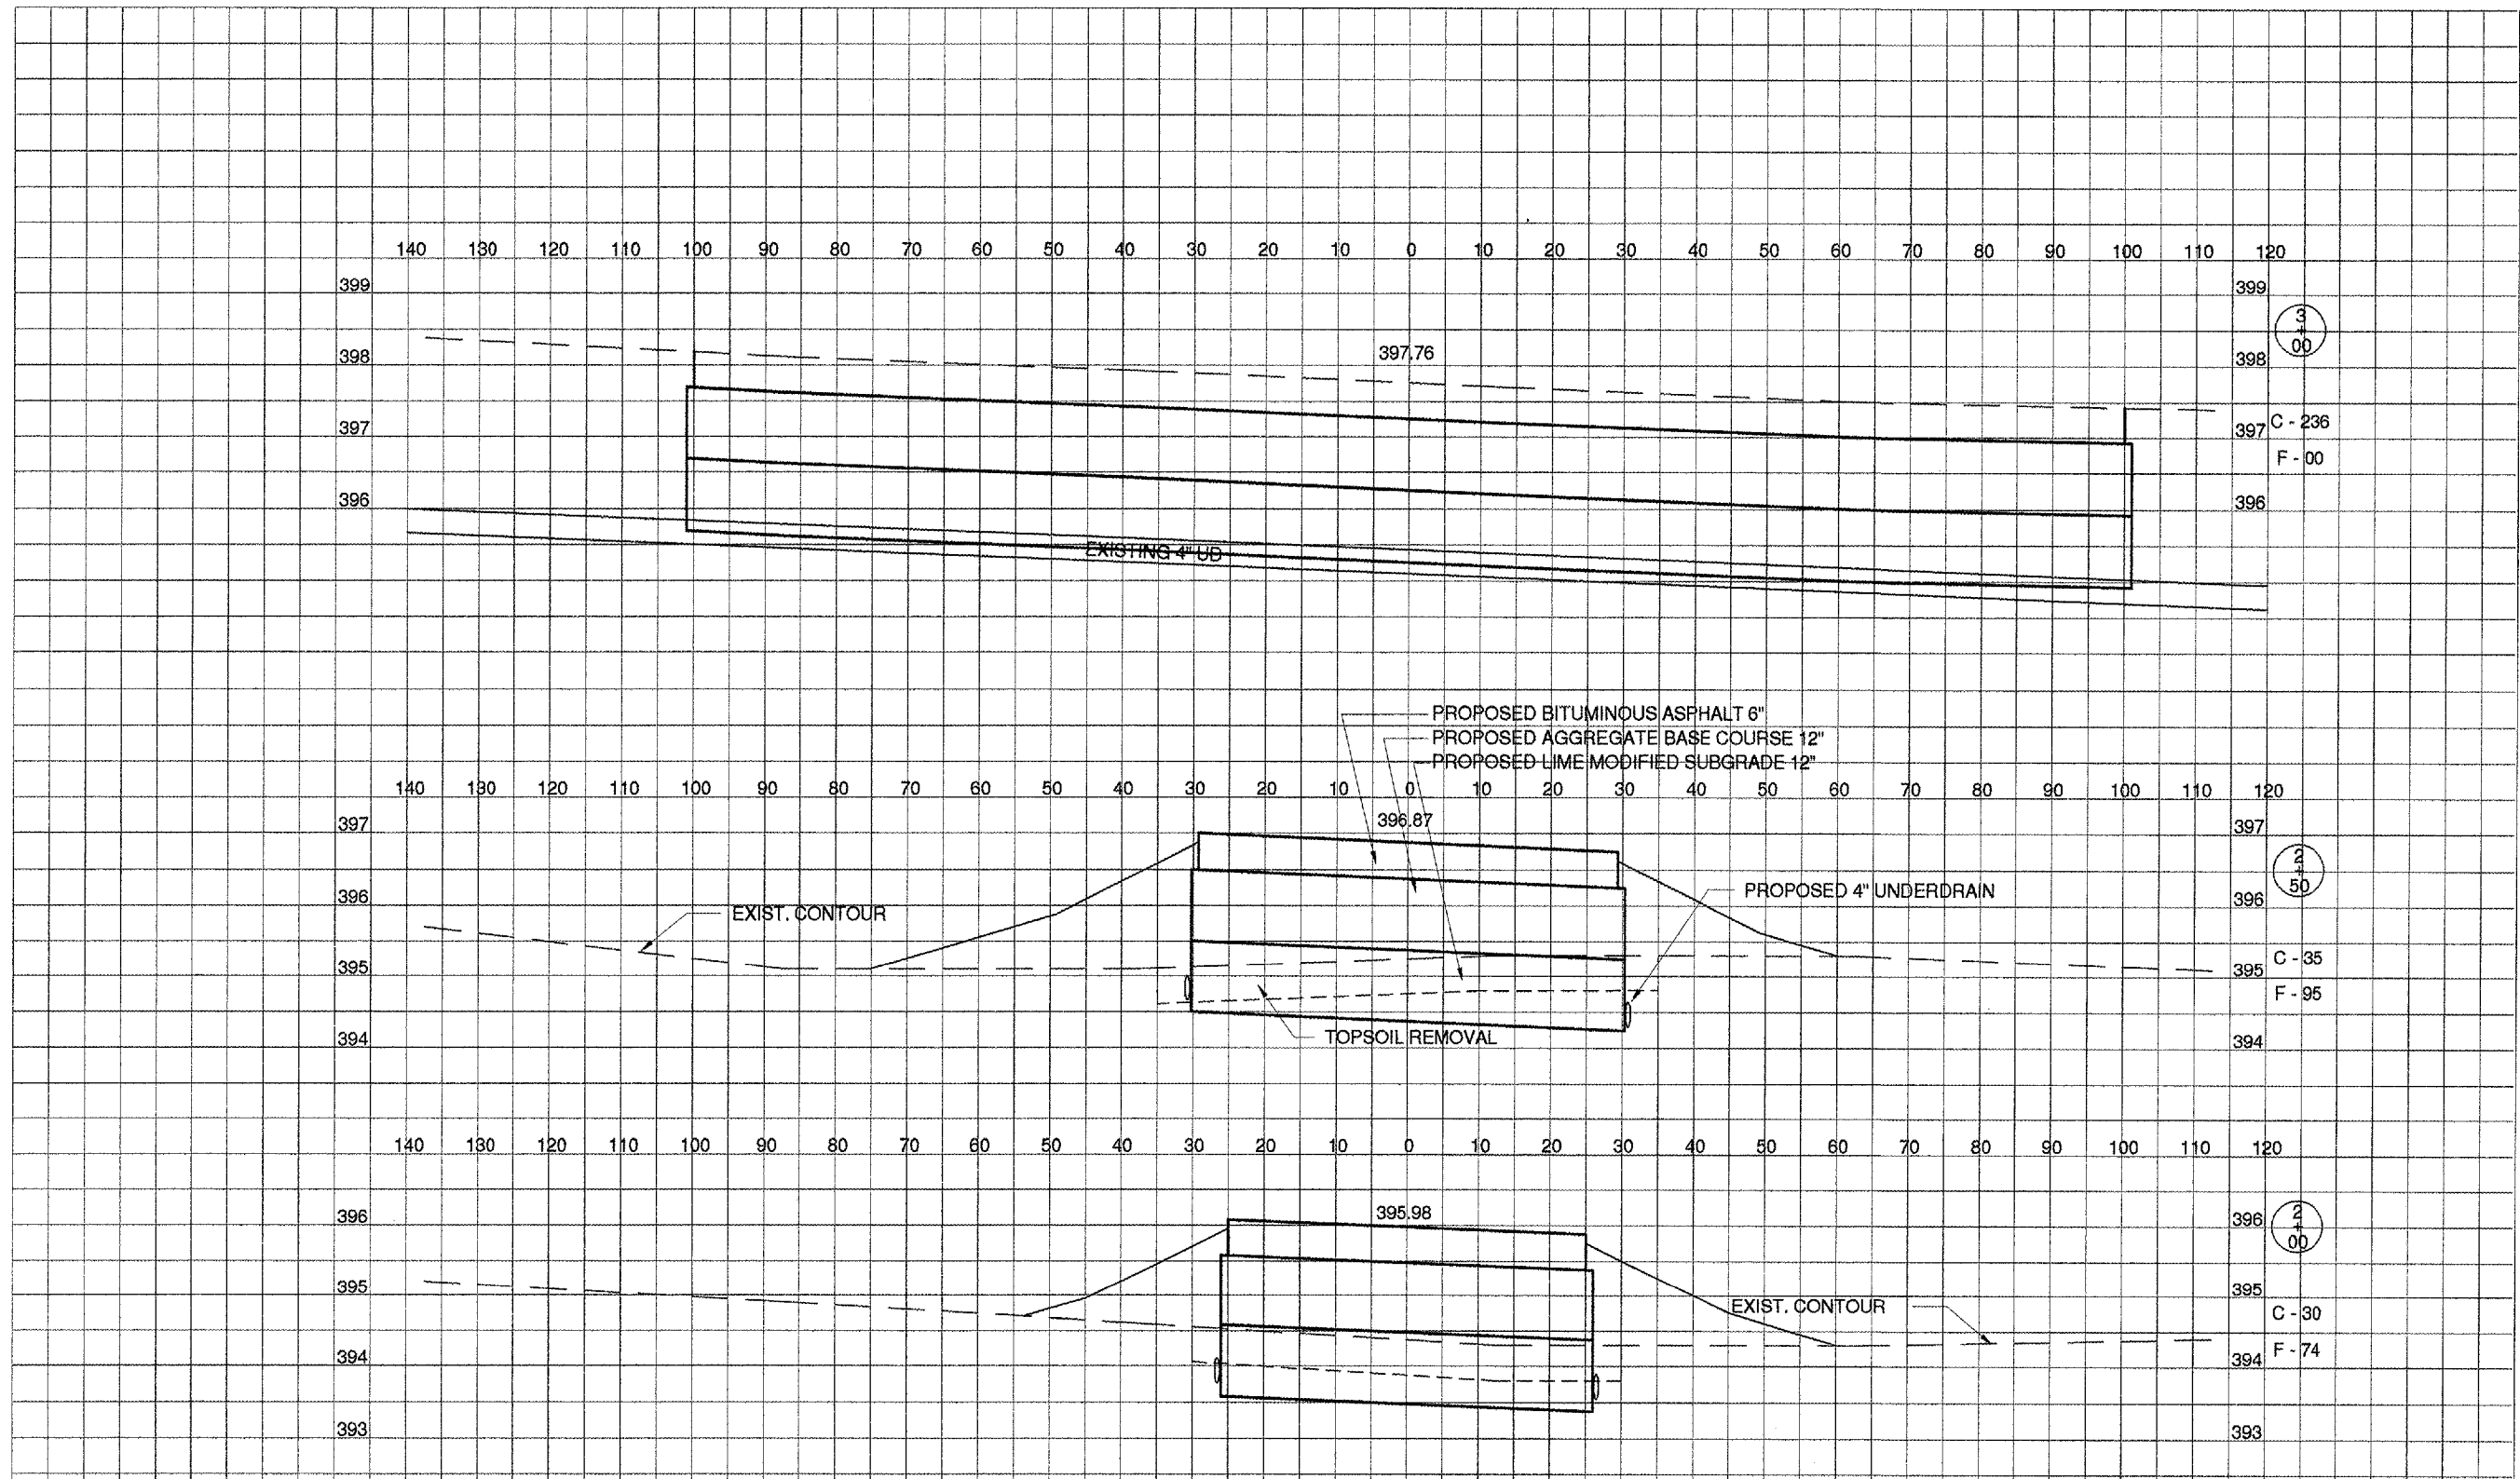 140 130 120 110 100 90 80 70 60 50 40 30 20 10 0 10 20 30 40 50 60 70 80 90 100 110 120
399 399
3
+
00
398 397.76 398
C - 236
397 397
F - 00
396 396
EXISTING 4" UD
PROPOSED BITUMINOUS ASPHALT 6"
PROPOSED AGGREGATE BASE COURSE 12"
PROPOSED LIME MODIFIED SUBGRADE 12"
140 130 120 110 100 90 80 70 60 50 40 30 20 10 0 10 20 30 40 50 60 70 80 90 100 110 120
397 396.87 397
2
+
50
PROPOSED 4" UNDERDRAIN
396 396
EXIST. CONTOUR
C - 35
395 395
F - 95
TOPSOIL REMOVAL
394 394
140 130 120 110 100 90 80 70 60 50 40 30 20 10 0 10 20 30 40 50 60 70 80 90 100 110 120
396 395.98 396
2
+
00
395 395
EXIST. CONTOUR
C - 30
394 394
F - 74
393 393